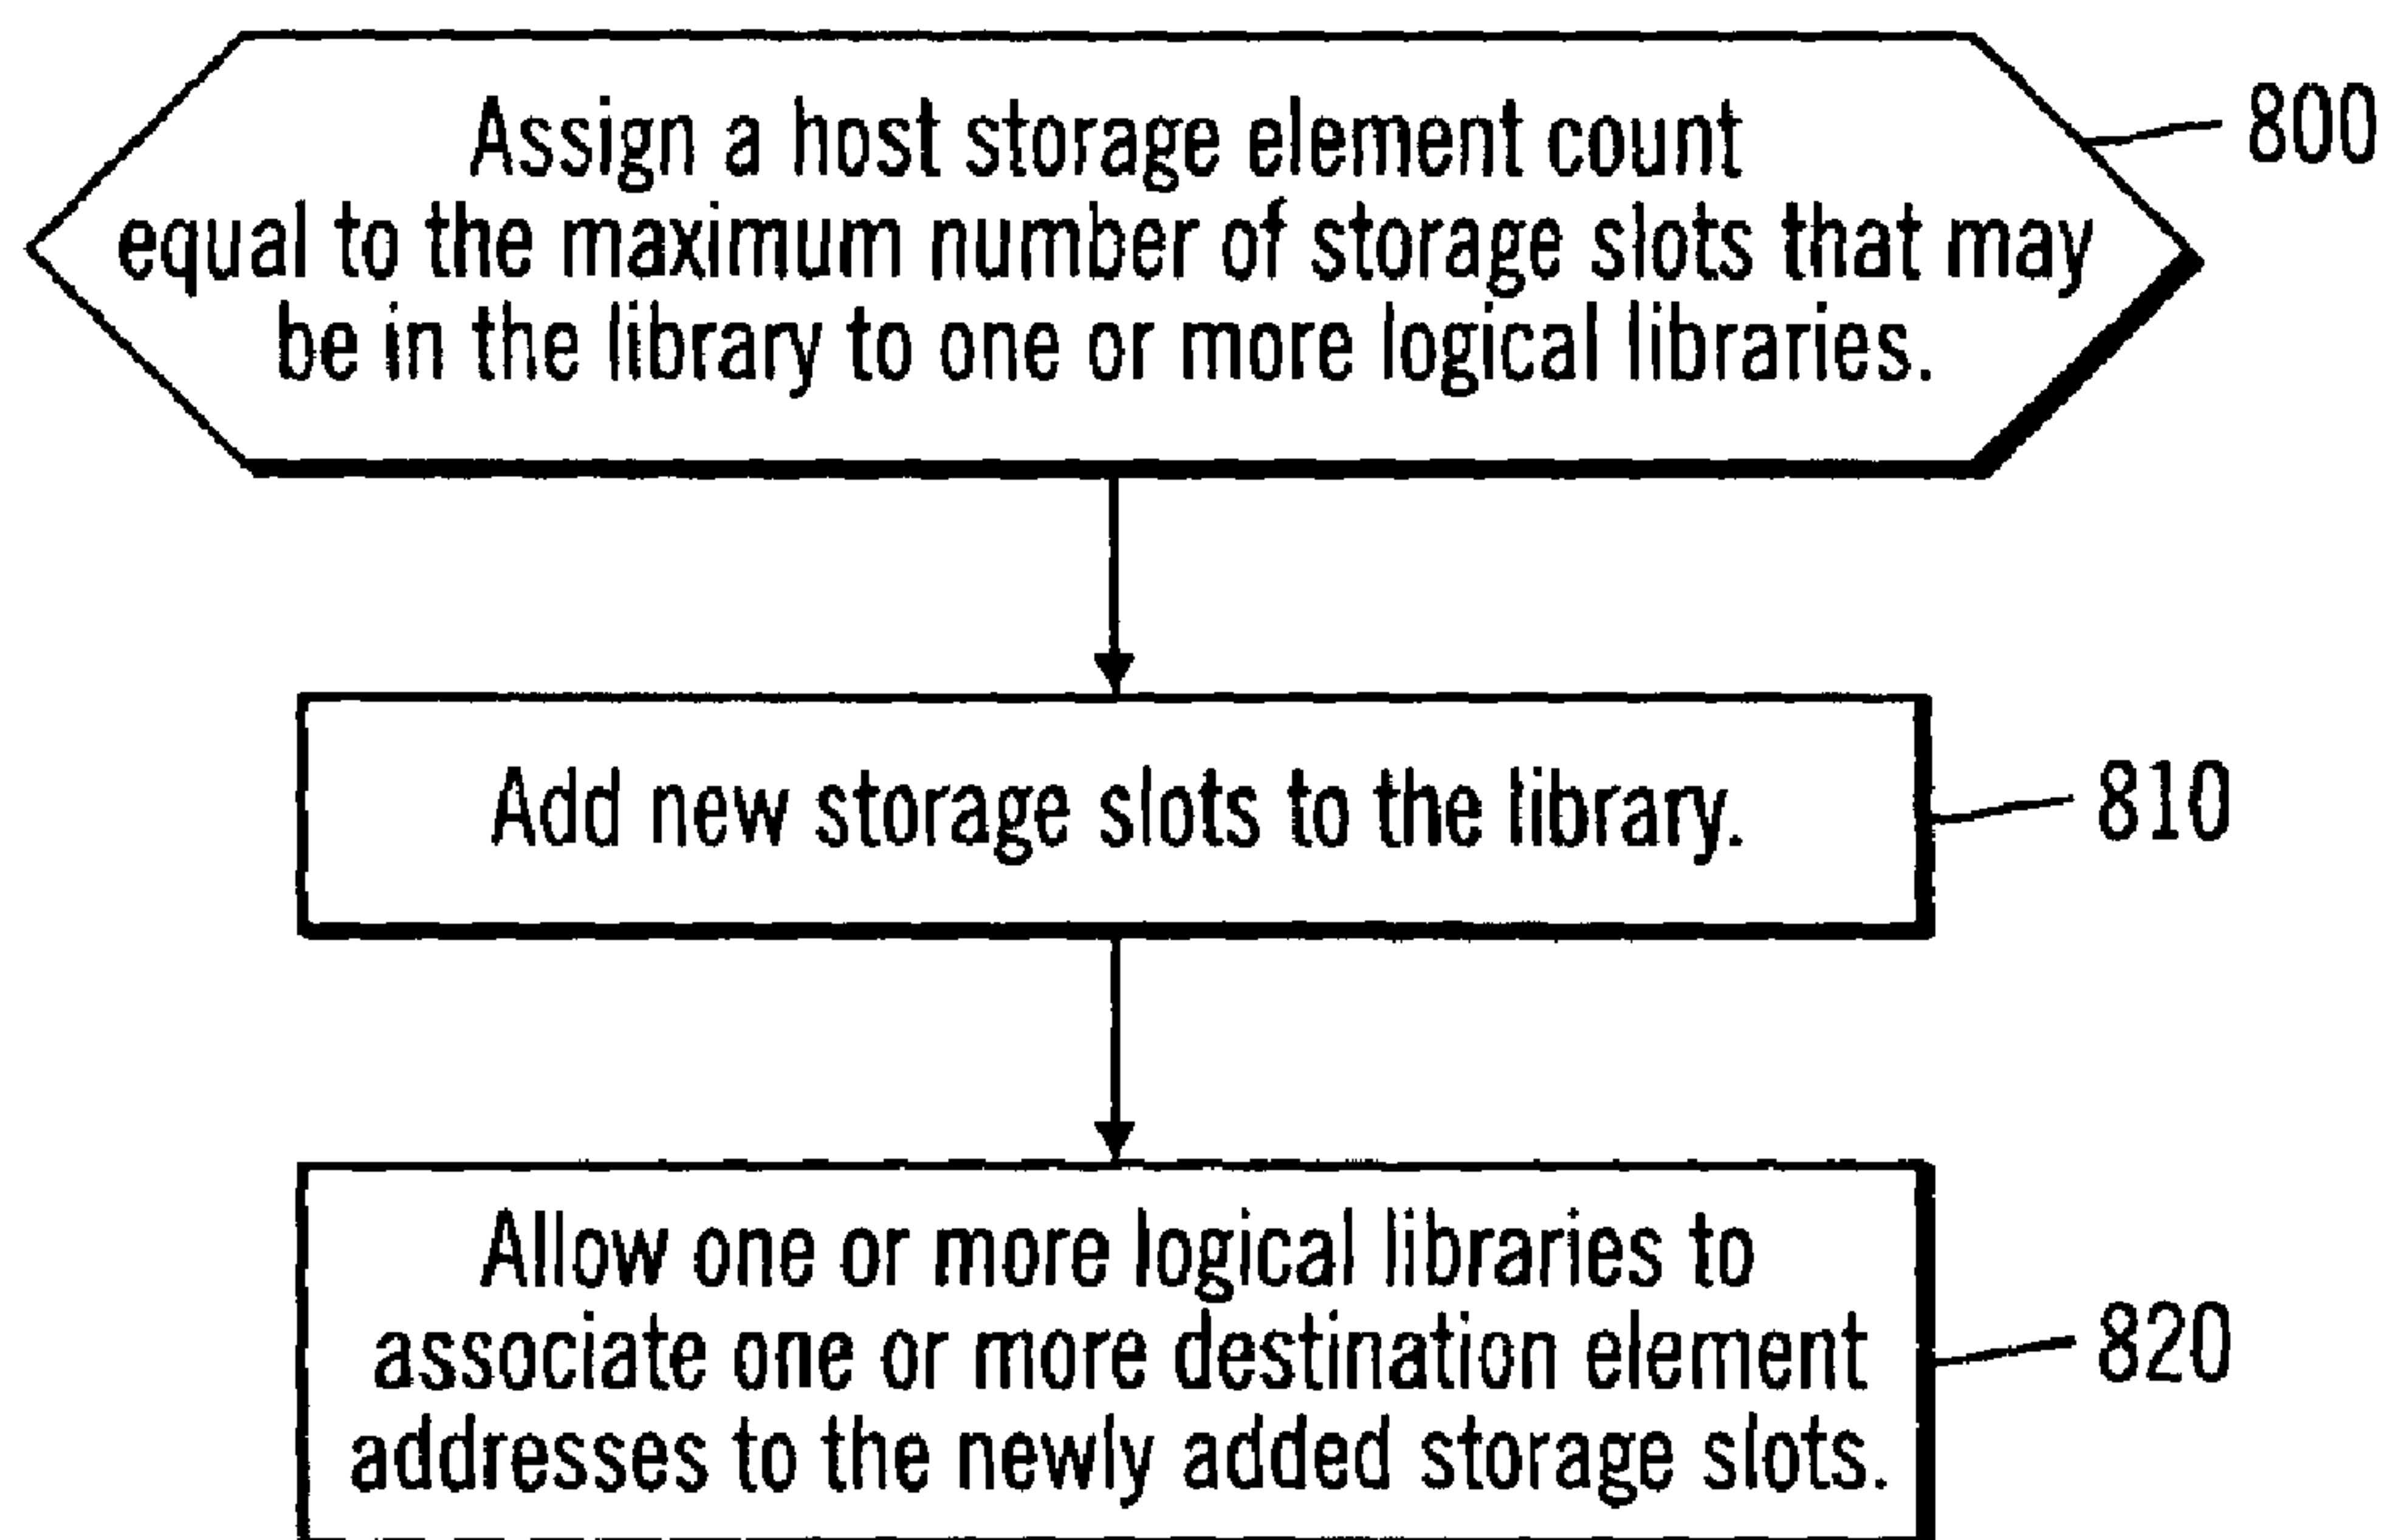 Assign a host storage element count
equal to the maximum number of storage slots that may
be in the library to one or more logical libraries.
800
Add new storage slots to the library.
810
Allow one or more logical libraries to
associate one or more destination element
addresses to the newly added storage slots.
820